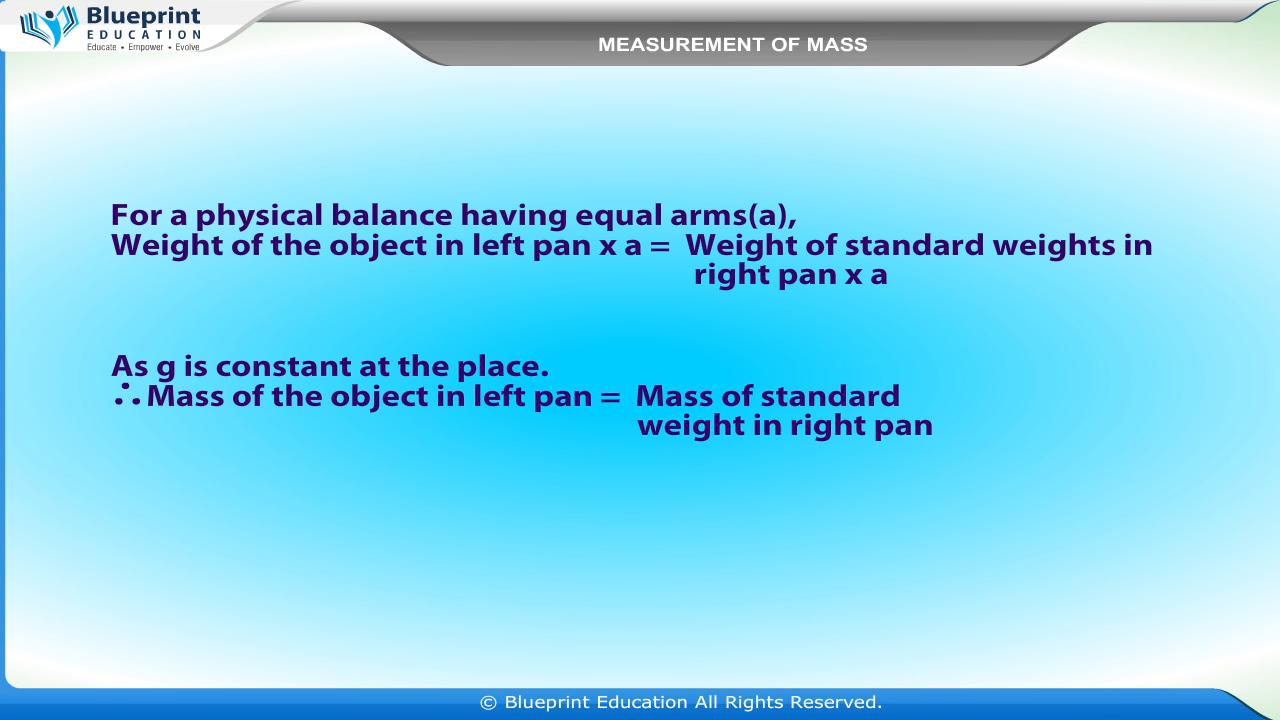 Blueprint
EDUCATION
Educate • Empower • Evolve
MEASUREMENT OF MASS
For a physical balance having equal arms(a),
Weight of the object in left pan x a = Weight of standard weights in
right pan x a
As g is constant at the place.
∴ Mass of the object in left pan = Mass of standard
weight in right pan
© Blueprint Education All Rights Reserved.